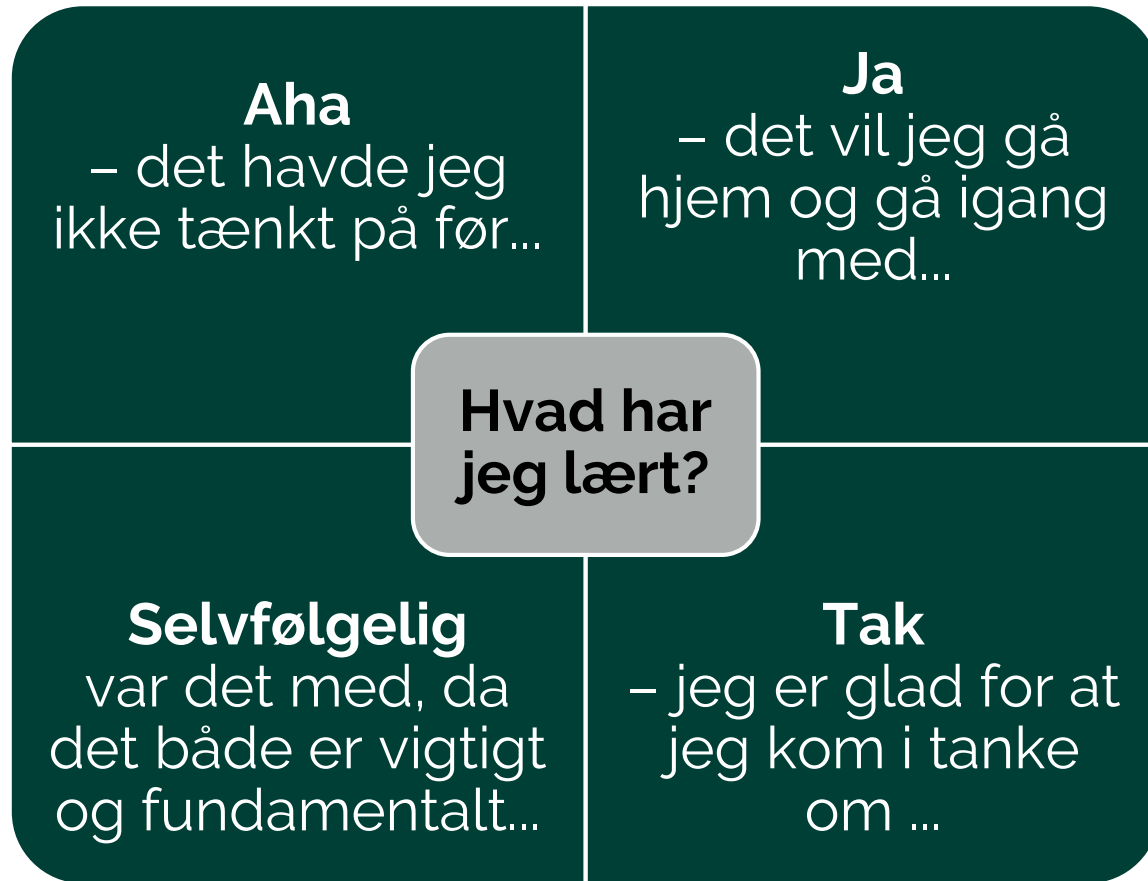 Aha
– det havde jeg
ikke tænkt på før...
Ja
– det vil jeg gå
hjem og gå igang
med...
Hvad har
jeg lært?
Selvfølgelig
var det med, da
det både er vigtigt
og fundamentalt...
Tak
– jeg er glad for at
jeg kom i tanke
om ...